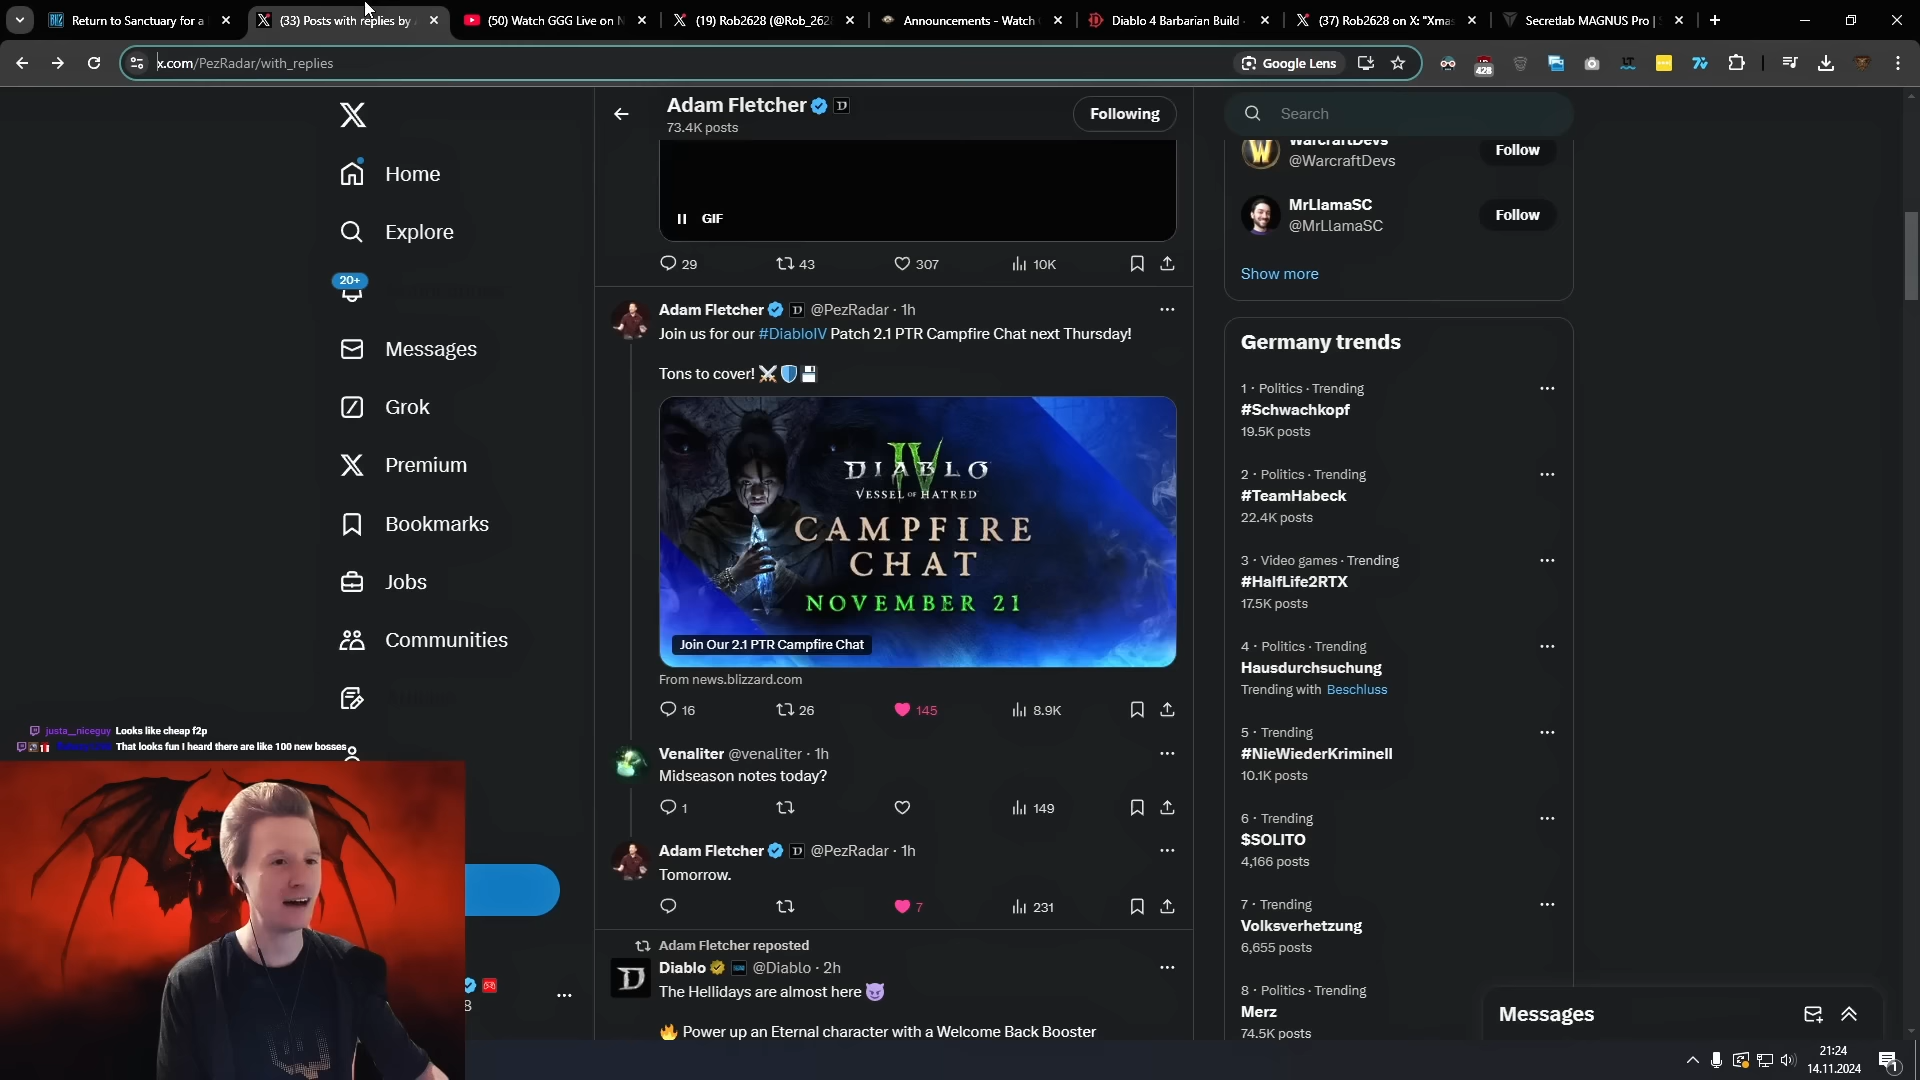 Return to Sanctuary for a
(33) Posts with replies by
(50) Watch GGG Live on N
(19) Rob2628 (@Rob_262
Announcements - Watch
Diablo 4 Barbarian Build
(37) Rob2628 on X: "Xma
Secretlab MAGNUS Pro |
x.com/PezRadar/with_replies
Google Lens
428
Adam Fletcher
73.4K posts
Following
Home
Explore
20+
Messages
Grok
Premium
Bookmarks
Jobs
Communities
GIF
29
43
307
10K
Adam Fletcher @PezRadar · 1h
Join us for our #DiabloIV Patch 2.1 PTR Campfire Chat next Thursday!
Tons to cover! ⚔️🛡️💾
DIABLO
IV
VESSEL OF HATRED
CAMPFIRE
CHAT
NOVEMBER 21
Join Our 2.1 PTR Campfire Chat
From news.blizzard.com
16
26
145
8.9K
Venaliter @venaliter · 1h
Midseason notes today?
1
149
Adam Fletcher @PezRadar · 1h
Tomorrow.
7
231
Adam Fletcher reposted
Diablo @Diablo · 2h
The Hellidays are almost here 😈
🔥 Power up an Eternal character with a Welcome Back Booster
Search
WarcraftDevs
@WarcraftDevs
Follow
MrLlamaSC
@MrLlamaSC
Follow
Show more
Germany trends
1 · Politics · Trending
#Schwachkopf
19.5K posts
2 · Politics · Trending
#TeamHabeck
22.4K posts
3 · Video games · Trending
#HalfLife2RTX
17.5K posts
4 · Politics · Trending
Hausdurchsuchung
Trending with Beschluss
5 · Trending
#NieWiederKriminell
10.1K posts
6 · Trending
$SOLITO
4,166 posts
7 · Trending
Volksverhetzung
6,655 posts
8 · Politics · Trending
Merz
74.5K posts
Messages
justa__niceguy Looks like cheap f2p
That looks fun I heard there are like 100 new bosses
8
21:24
14.11.2024
1